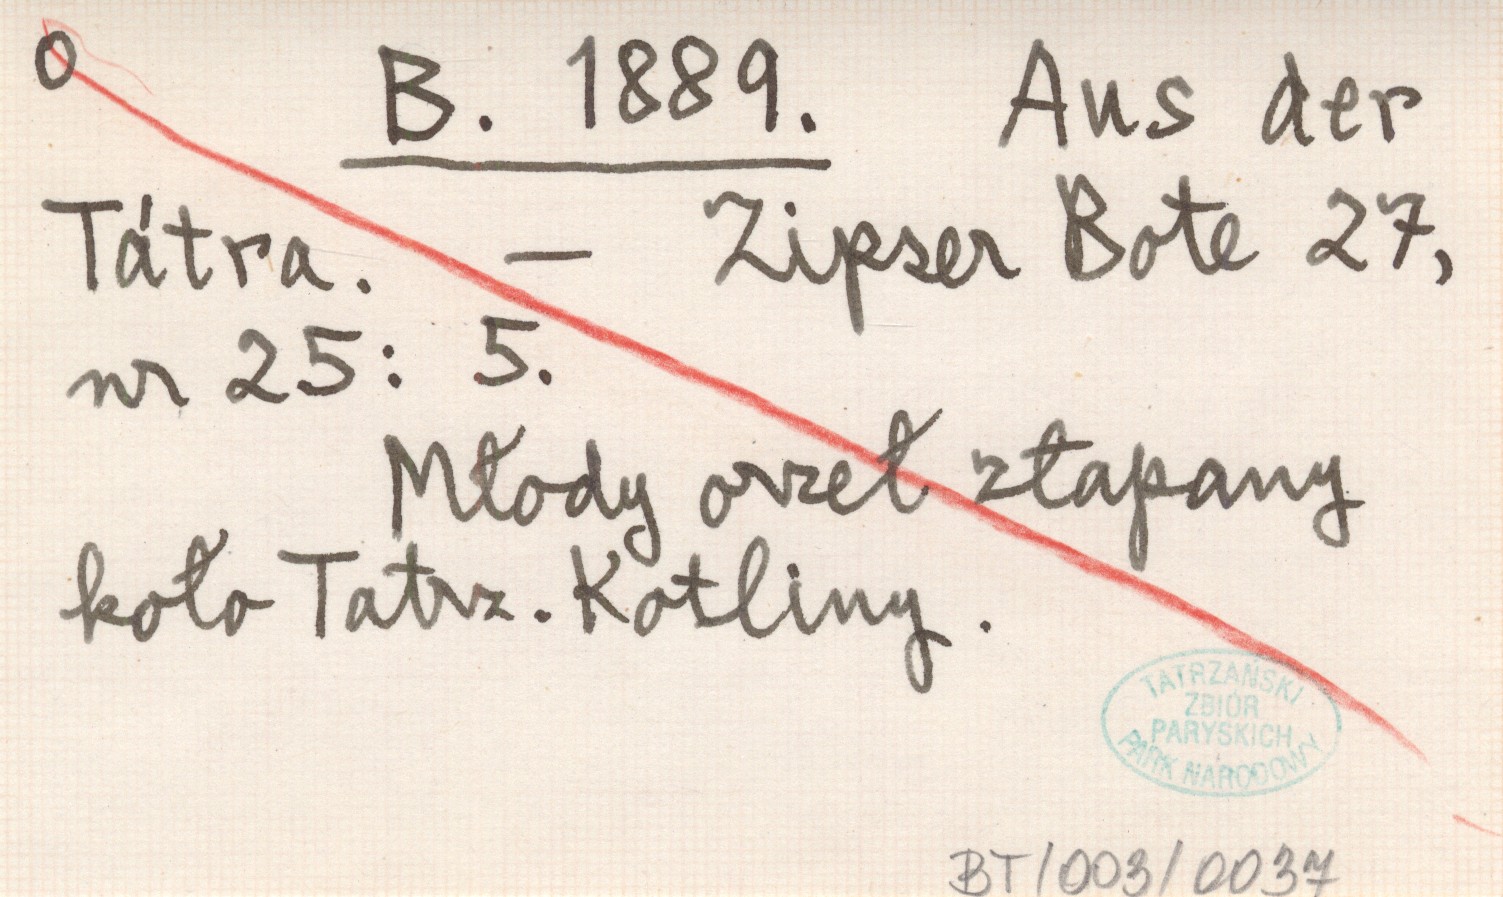 o B. 1889. Aus der
Tátra. — Zipser Bote 27,
nr 25: 5.
Młody orzeł złapany
koło Tatrz. Kotliny.
TATRZAŃSKI
ZBIÓR
PARYSKICH
PARK NARODOWY
BT/003/0037